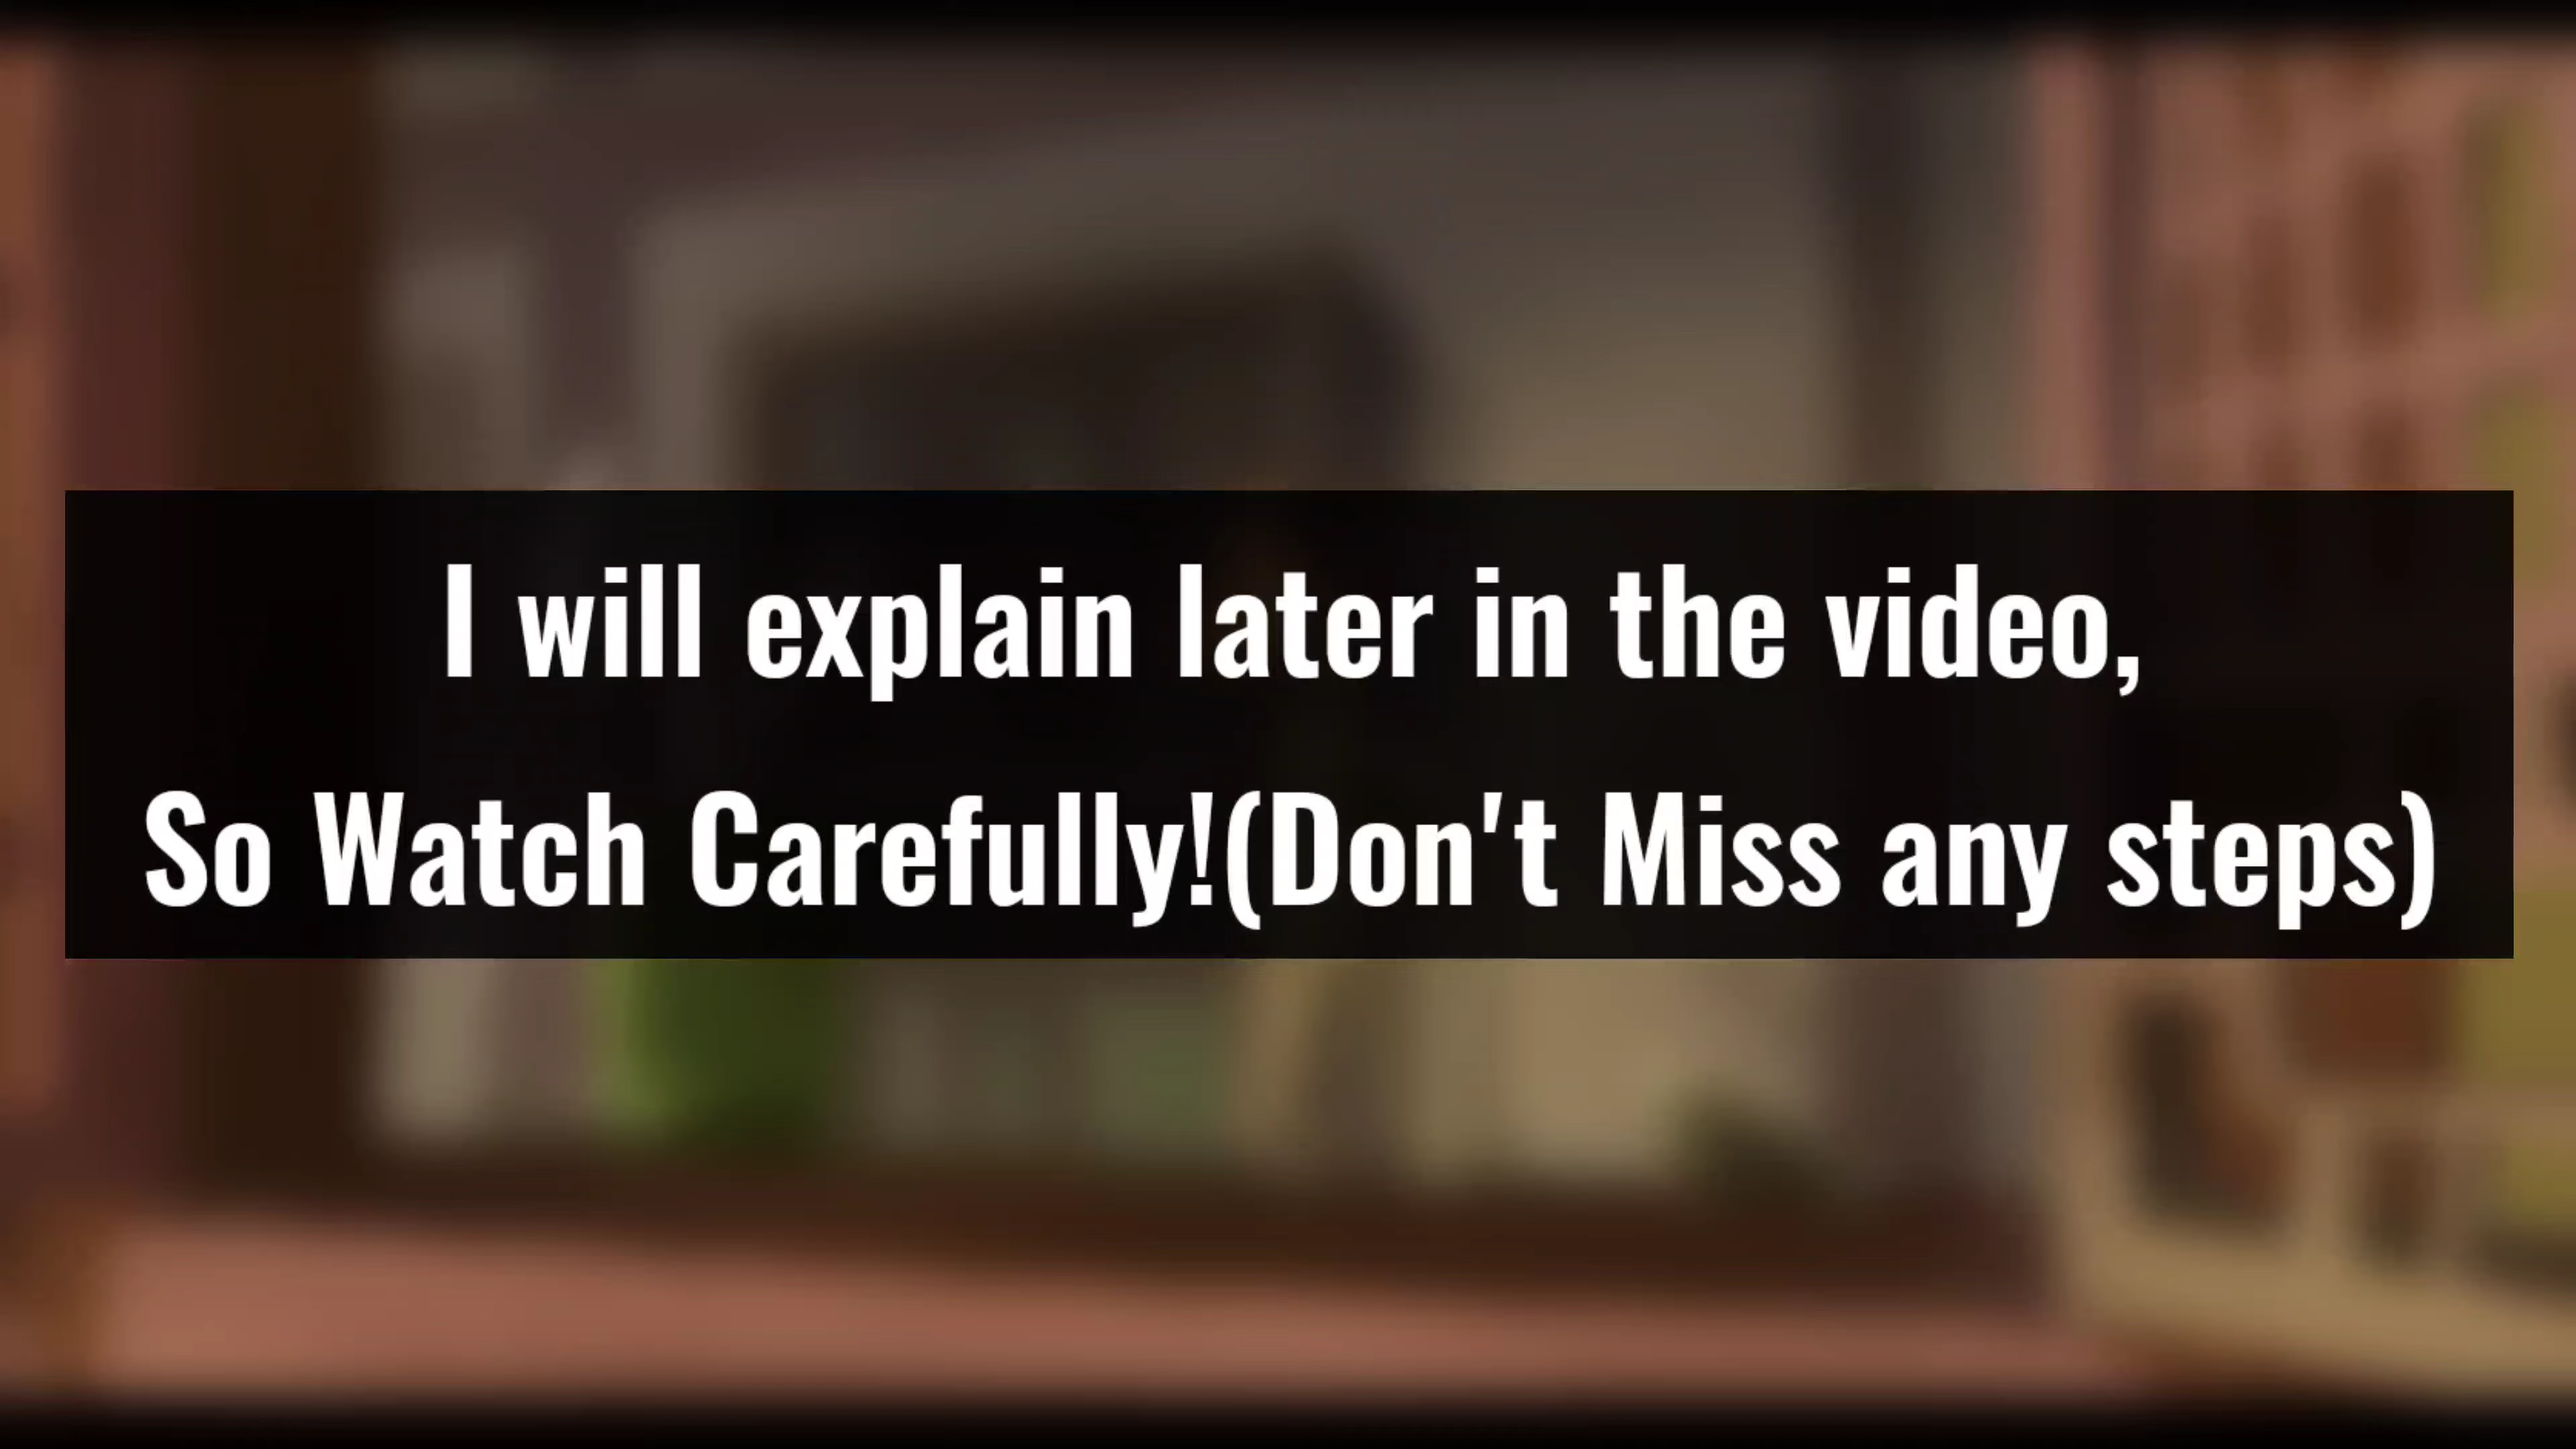 I will explain later in the video,
So Watch Carefully!(Don't Miss any steps)